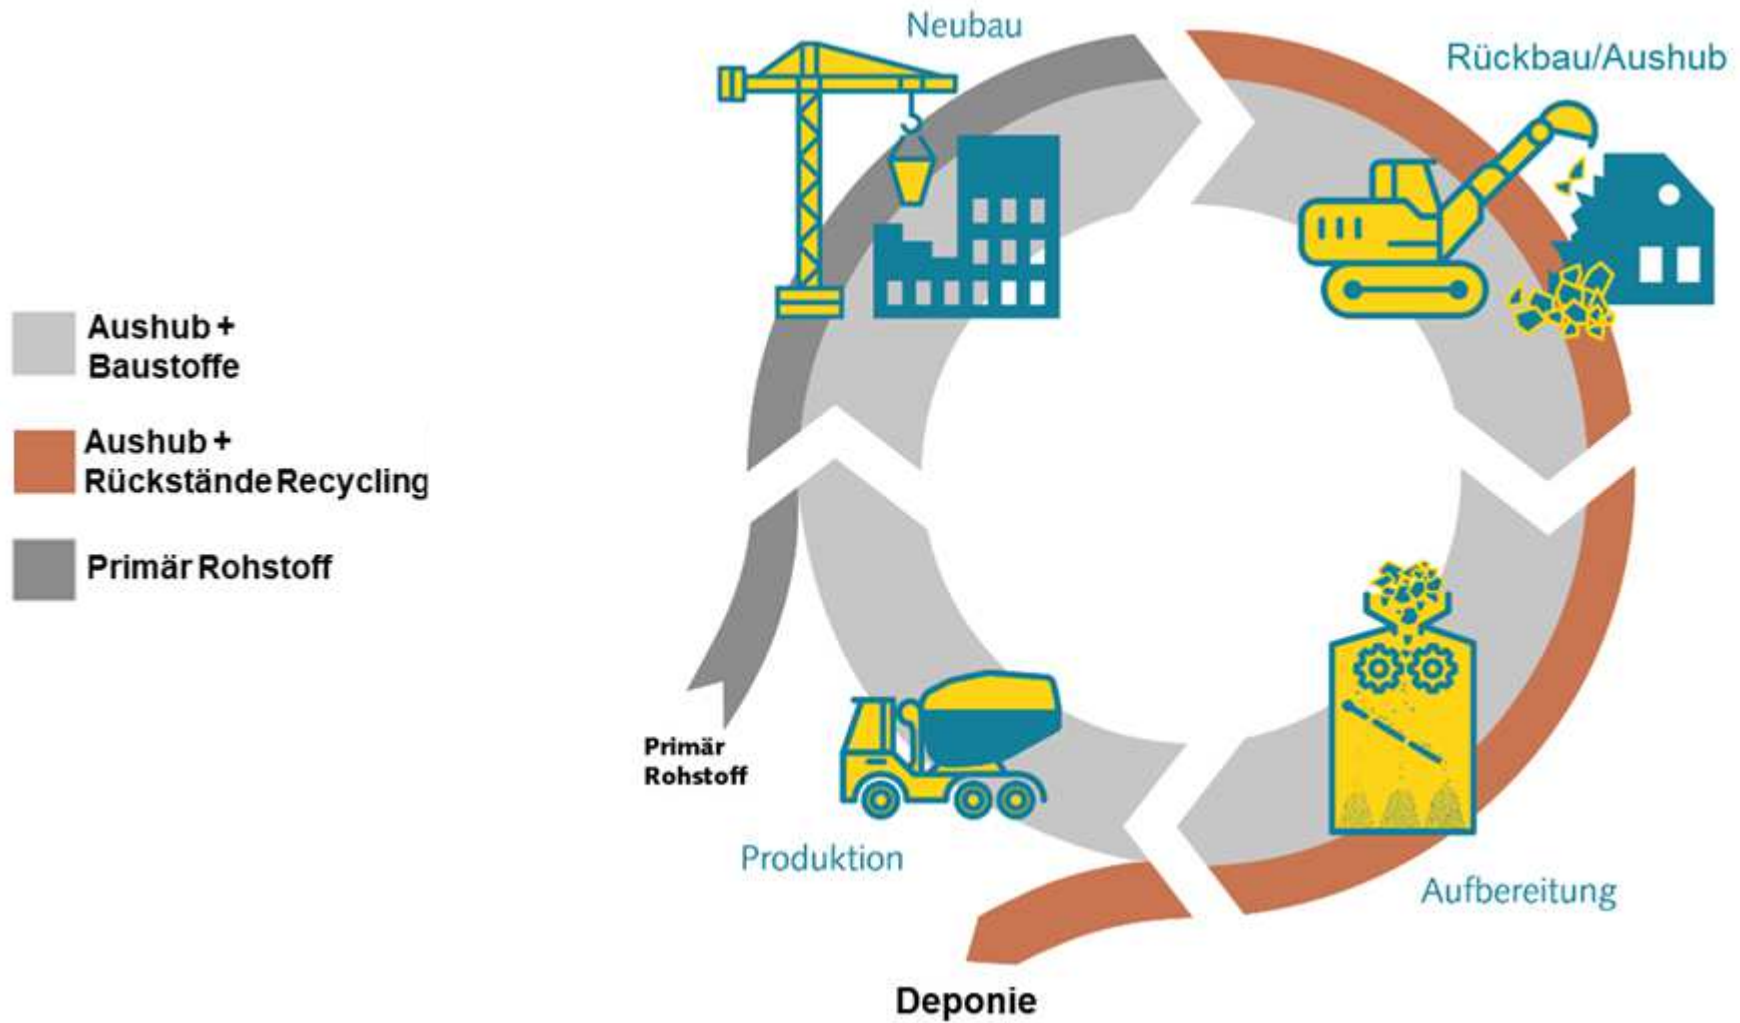 Neubau
Rückbau/Aushub
Aushub +
Baustoffe
Aushub +
Rückstände Recycling
Primär Rohstoff
Primär
Rohstoff
Produktion
Aufbereitung
Deponie